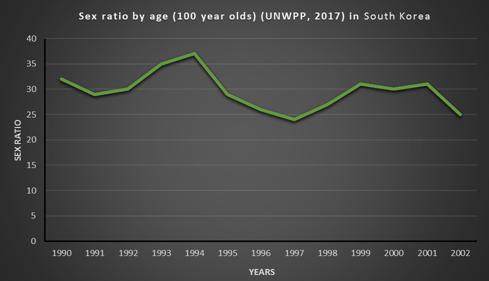 Sex ratio by age (100 year olds) (UNWPP, 2017) in South Korea
40
35
30
25
20
15
10
5
0
SEX RATIO
1990 1991 1992 1993 1994 1995 1996 1997 1998 1999 2000 2001 2002
YEARS